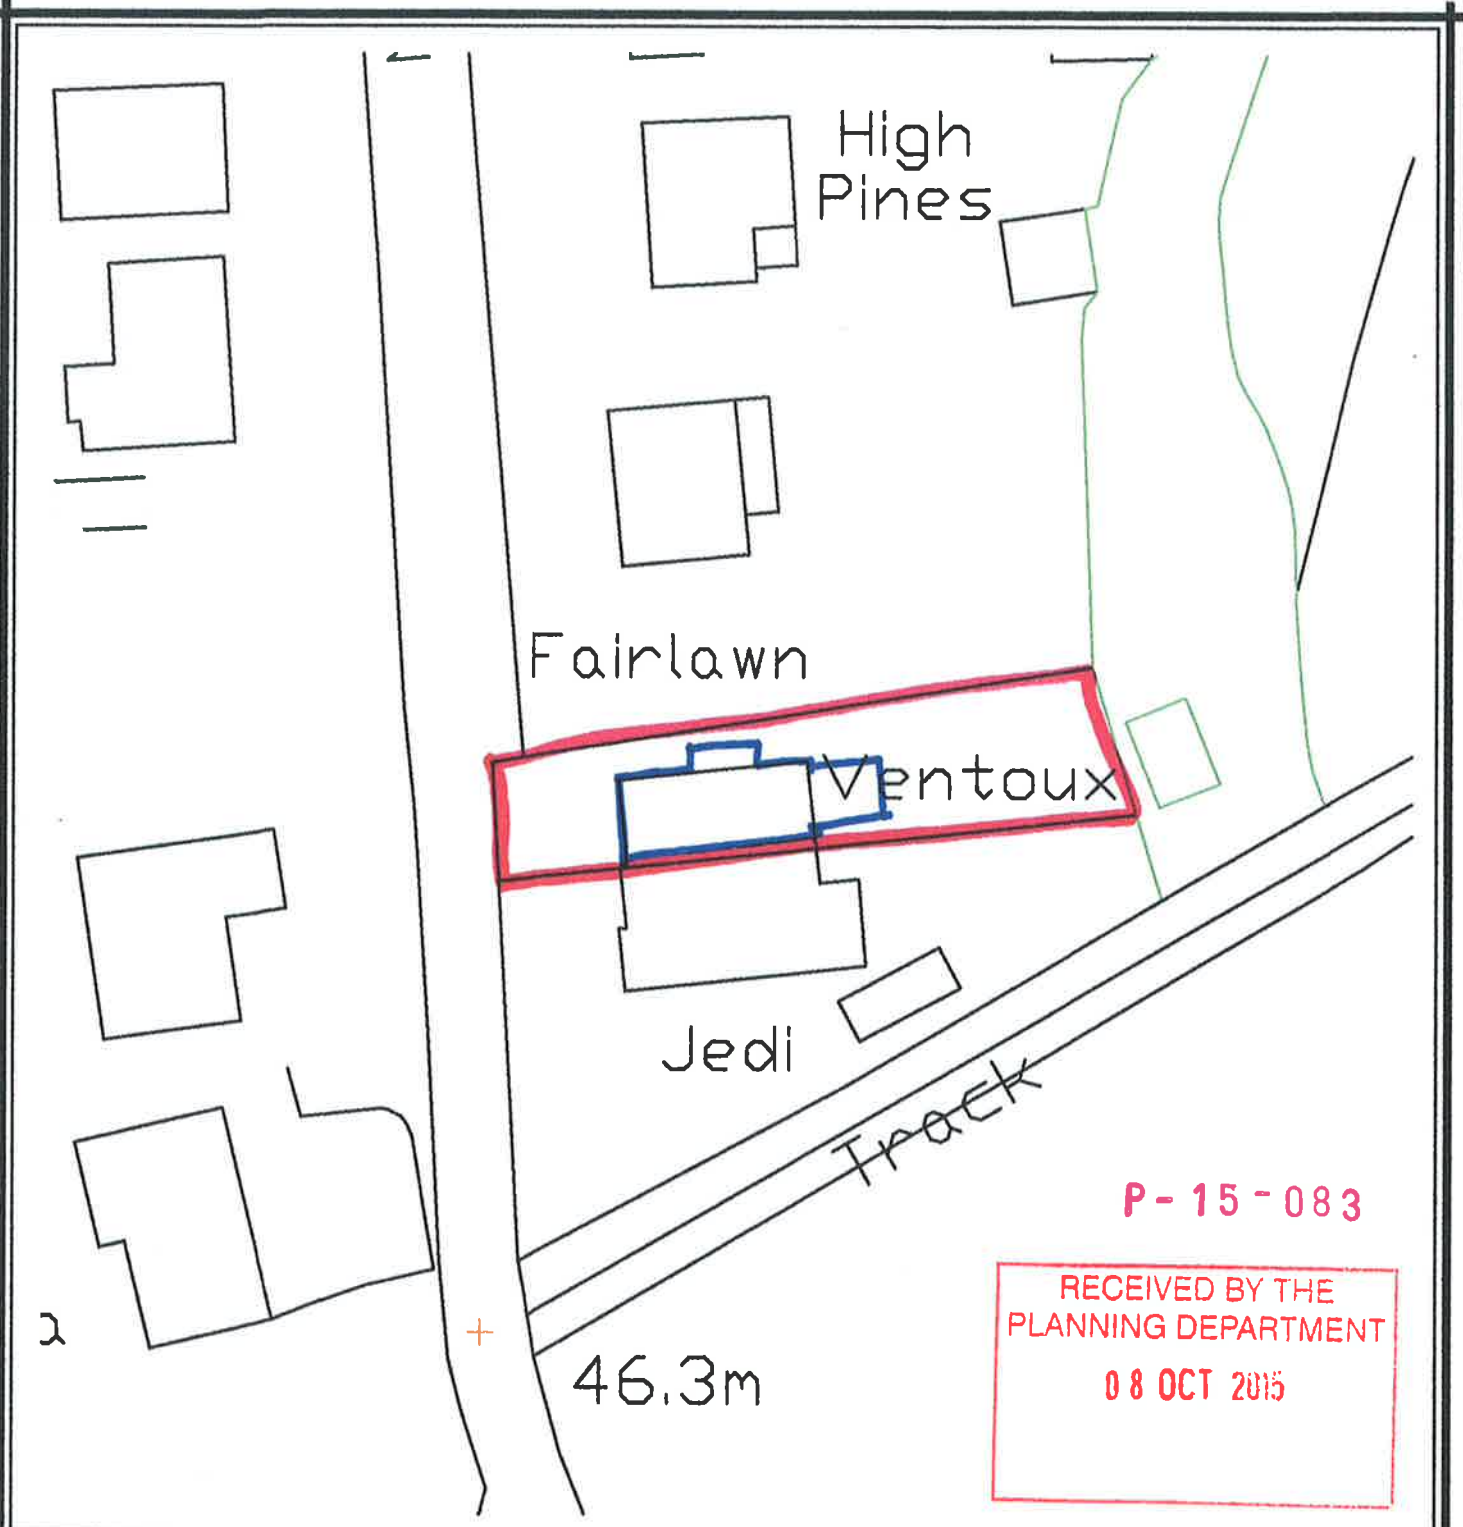 High
Pines
Fairlawn
Ventoux
Jedi
Track
P-15-083
RECEIVED BY THE
PLANNING DEPARTMENT
08 OCT 2015
46.3m